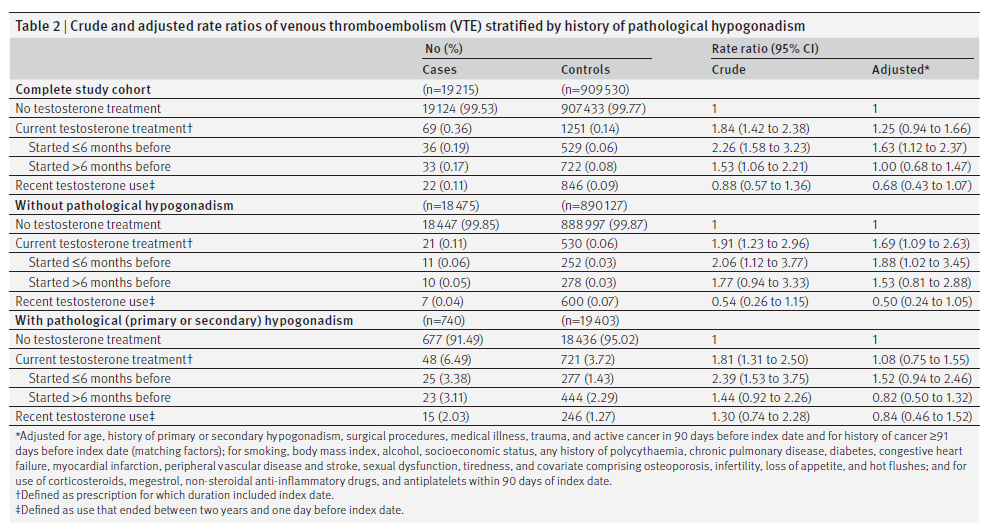 Table 2 | Crude and adjusted rate ratios of venous thromboembolism (VTE) stratified by history of pathological hypogonadism
No (%) Rate ratio (95% CI)
Cases Controls Crude Adjusted*
Complete study cohort (n=19 215) (n=909 530)
No testosterone treatment 19 124 (99.53) 907 433 (99.77) 1 1
Current testosterone treatment† 69 (0.36) 1251 (0.14) 1.84 (1.42 to 2.38) 1.25 (0.94 to 1.66)
Started ≤6 months before 36 (0.19) 529 (0.06) 2.26 (1.58 to 3.23) 1.63 (1.12 to 2.37)
Started >6 months before 33 (0.17) 722 (0.08) 1.53 (1.06 to 2.21) 1.00 (0.68 to 1.47)
Recent testosterone use‡ 22 (0.11) 846 (0.09) 0.88 (0.57 to 1.36) 0.68 (0.43 to 1.07)
Without pathological hypogonadism (n=18 475) (n=890 127)
No testosterone treatment 18 447 (99.85) 888 997 (99.87) 1 1
Current testosterone treatment† 21 (0.11) 530 (0.06) 1.91 (1.23 to 2.96) 1.69 (1.09 to 2.63)
Started ≤6 months before 11 (0.06) 252 (0.03) 2.06 (1.12 to 3.77) 1.88 (1.02 to 3.45)
Started >6 months before 10 (0.05) 278 (0.03) 1.77 (0.94 to 3.33) 1.53 (0.81 to 2.88)
Recent testosterone use‡ 7 (0.04) 600 (0.07) 0.54 (0.26 to 1.15) 0.50 (0.24 to 1.05)
With pathological (primary or secondary) hypogonadism (n=740) (n=19 403)
No testosterone treatment 677 (91.49) 18 436 (95.02) 1 1
Current testosterone treatment† 48 (6.49) 721 (3.72) 1.81 (1.31 to 2.50) 1.08 (0.75 to 1.55)
Started ≤6 months before 25 (3.38) 277 (1.43) 2.39 (1.53 to 3.75) 1.52 (0.94 to 2.46)
Started >6 months before 23 (3.11) 444 (2.29) 1.44 (0.92 to 2.26) 0.82 (0.50 to 1.32)
Recent testosterone use‡ 15 (2.03) 246 (1.27) 1.30 (0.74 to 2.28) 0.84 (0.46 to 1.52)
*Adjusted for age, history of primary or secondary hypogonadism, surgical procedures, medical illness, trauma, and active cancer in 90 days before index date and for history of cancer ≥91
days before index date (matching factors); for smoking, body mass index, alcohol, socioeconomic status, any history of polycythaemia, chronic pulmonary disease, diabetes, congestive heart
failure, myocardial infarction, peripheral vascular disease and stroke, sexual dysfunction, tiredness, and covariate comprising osteoporosis, infertility, loss of appetite, and hot flushes; and for
use of corticosteroids, megestrol, non-steroidal anti-inflammatory drugs, and antiplatelets within 90 days of index date.
†Defined as prescription for which duration included index date.
‡Defined as use that ended between two years and one day before index date.